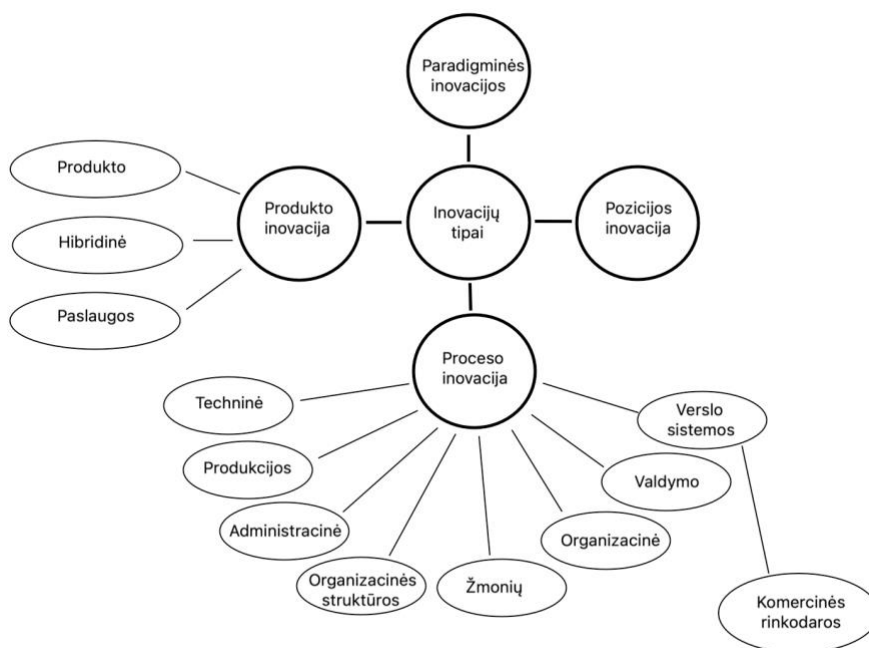 Paradigminės
inovacijos
Produkto
Hibridinė
Paslaugos
Produkto
inovacija
Inovacijų
tipai
Pozicijos
inovacija
Proceso
inovacija
Techninė
Produkcijos
Administracinė
Organizacinės
struktūros
Žmonių
Organizacinė
Valdymo
Verslo
sistemos
Komercinės
rinkodaros